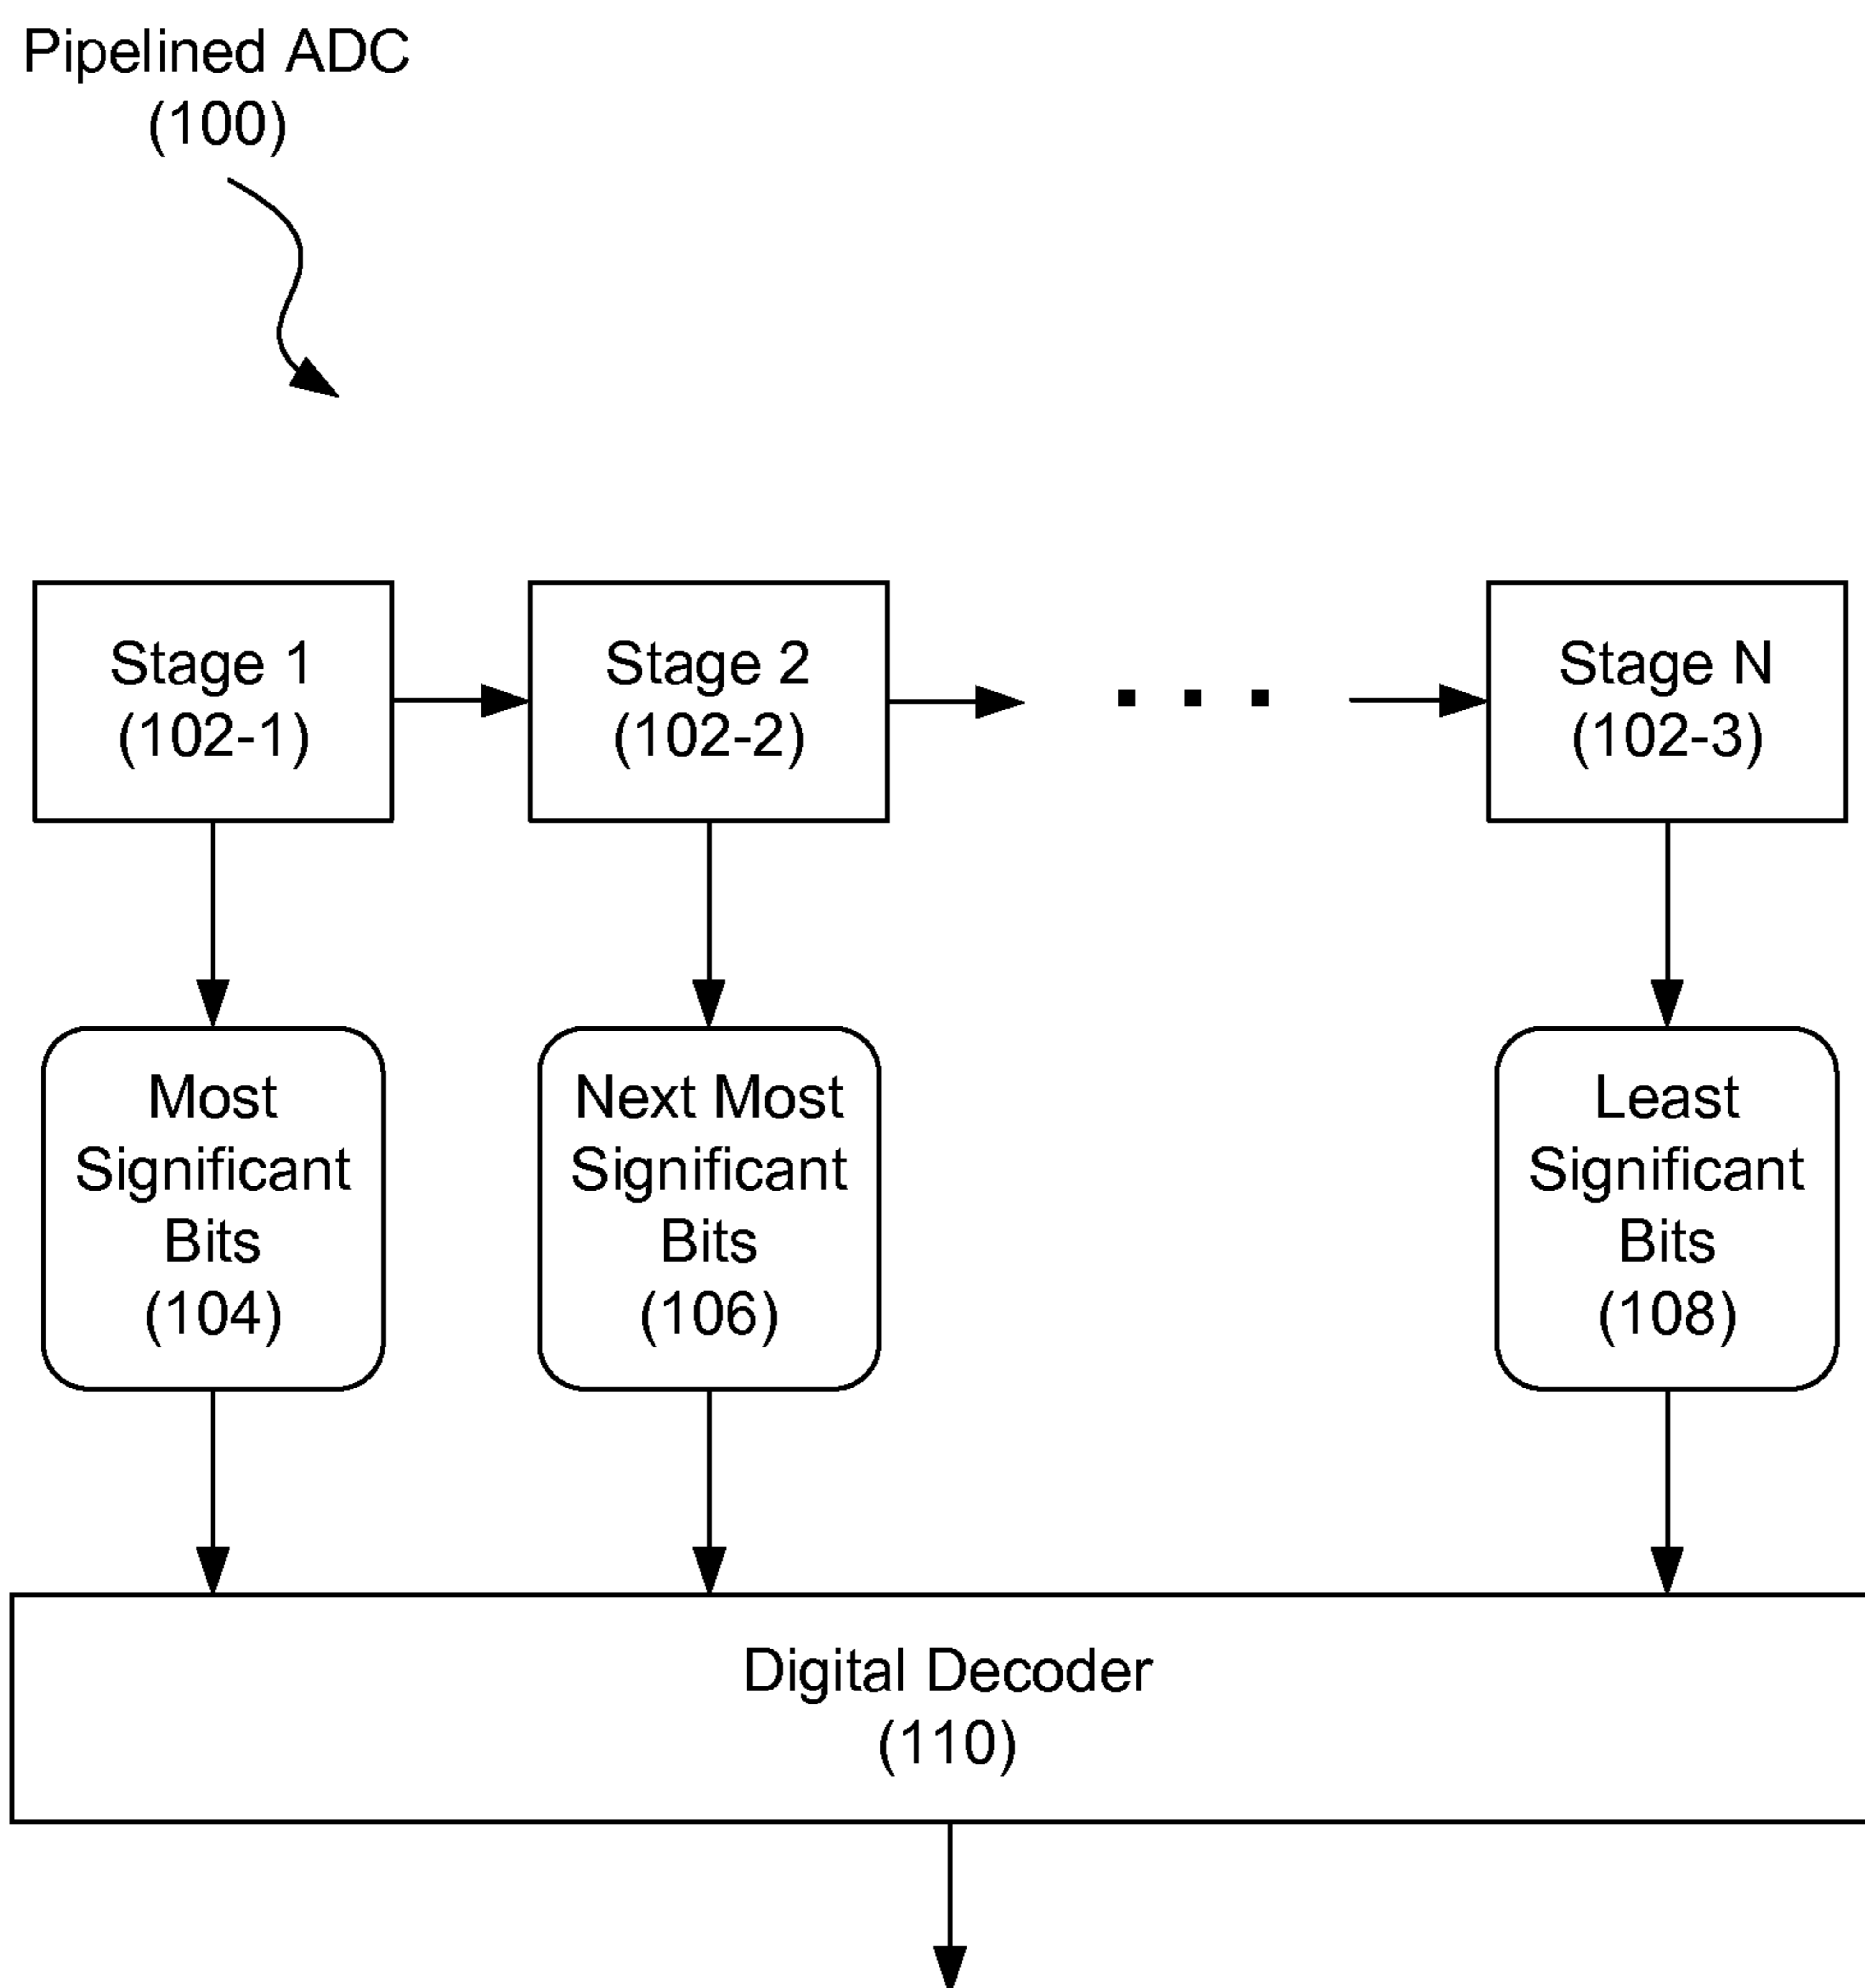 Pipelined ADC
(100)
Stage 1
(102-1)
Stage 2
(102-2)
Stage N
(102-3)
Most
Significant
Bits
(104)
Next Most
Significant
Bits
(106)
Least
Significant
Bits
(108)
Digital Decoder
(110)